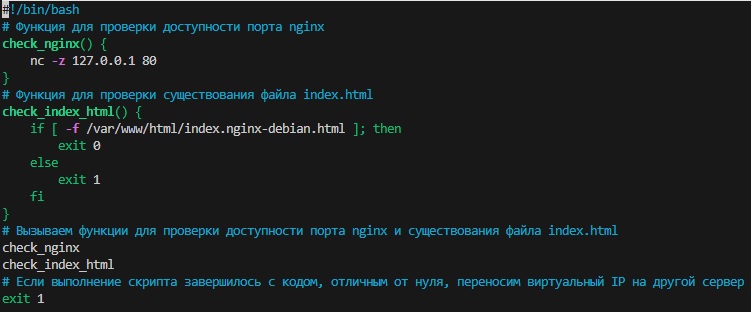 #!/bin/bash
# Функция для проверки доступности порта nginx
check_nginx() {
    nc -z 127.0.0.1 80
}
# Функция для проверки существования файла index.html
check_index_html() {
    if [ -f /var/www/html/index.nginx-debian.html ]; then
        exit 0
    else
        exit 1
    fi
}
# Вызываем функции для проверки доступности порта nginx и существования файла index.html
check_nginx
check_index_html
# Если выполнение скрипта завершилось с кодом, отличным от нуля, переносим виртуальный IP на другой сервер
exit 1